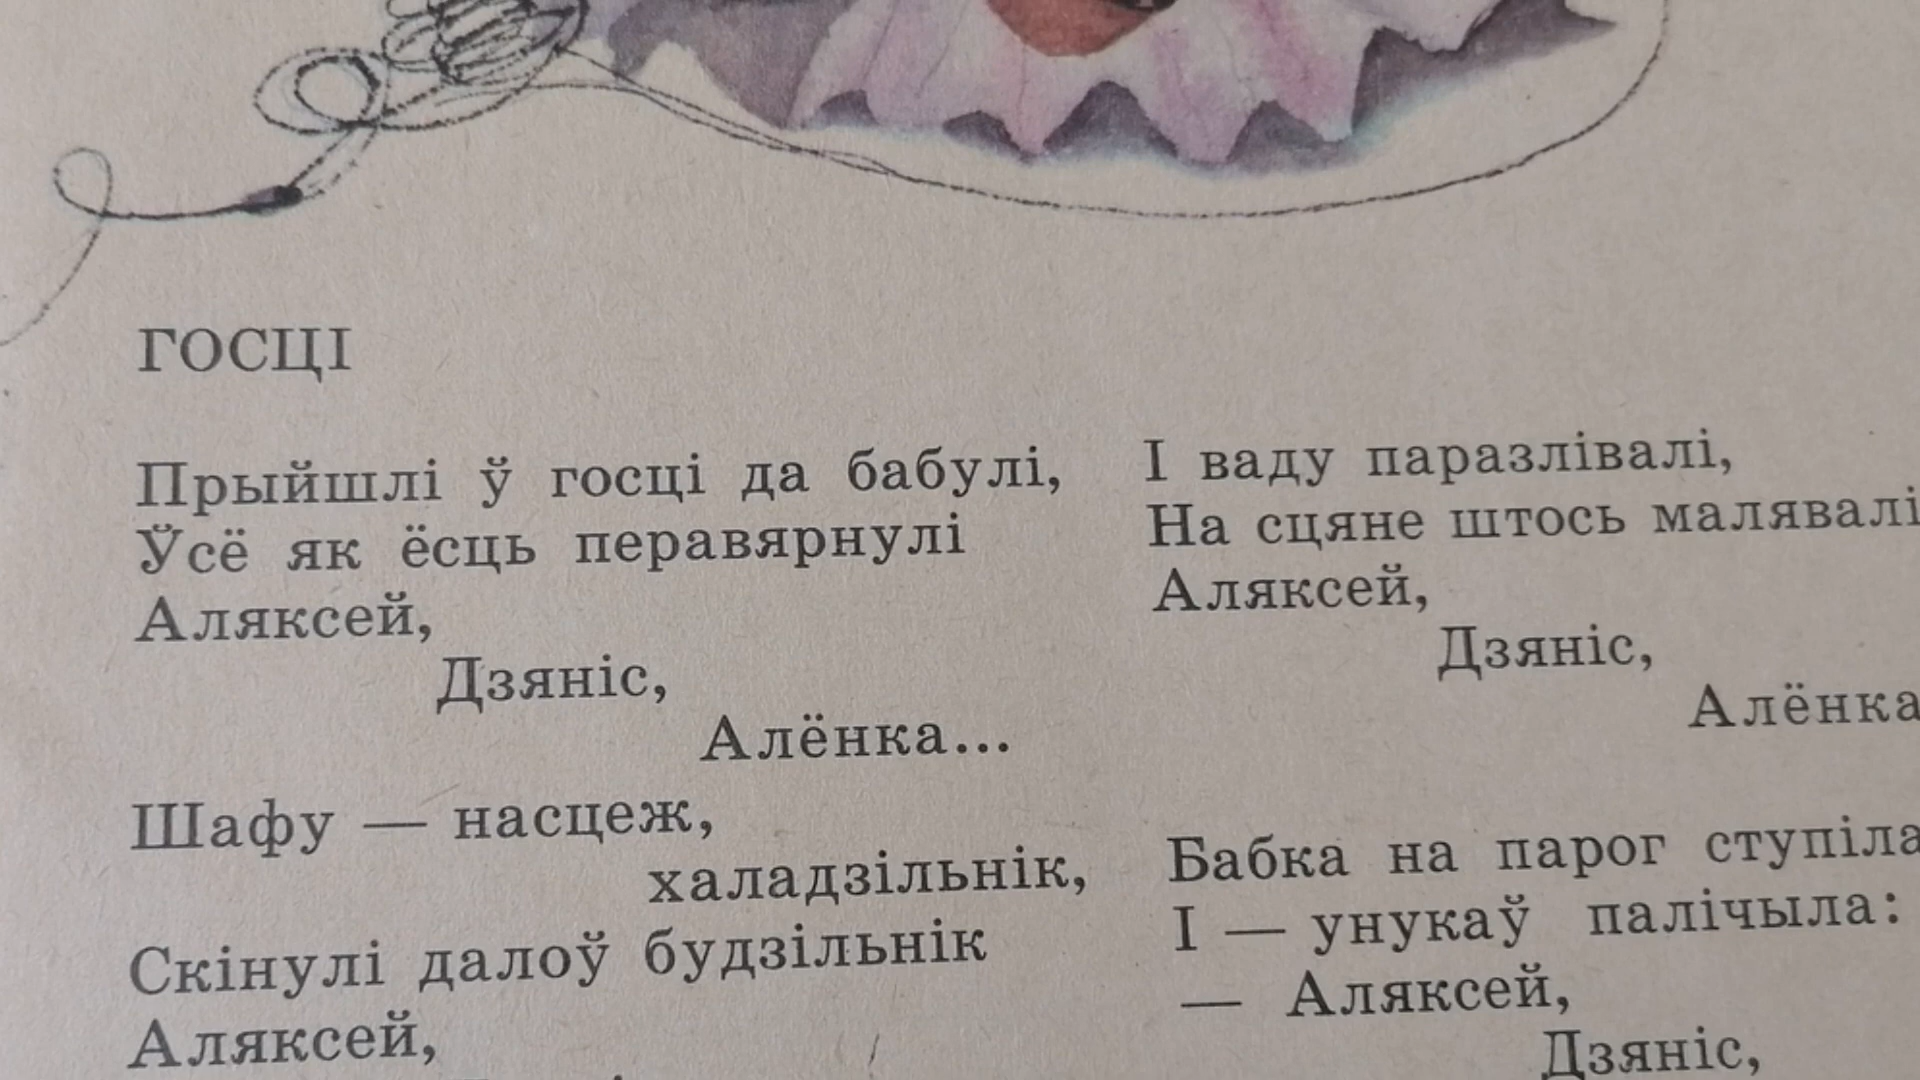 ГОСЦІ
Прыйшлі ў госці да бабулі,
Ўсё як ёсць перавярнулі
Аляксей,
Дзяніс,
Алёнка...
Шафу — насцеж,
халадзільнік,
Скінулі далоў будзільнік
Аляксей,
І ваду паразлівалі,
На сцяне штось малявалі
Аляксей,
Дзяніс,
Алёнка
Бабка на парог ступіла
І — унукаў палічыла:
— Аляксей,
Дзяніс,